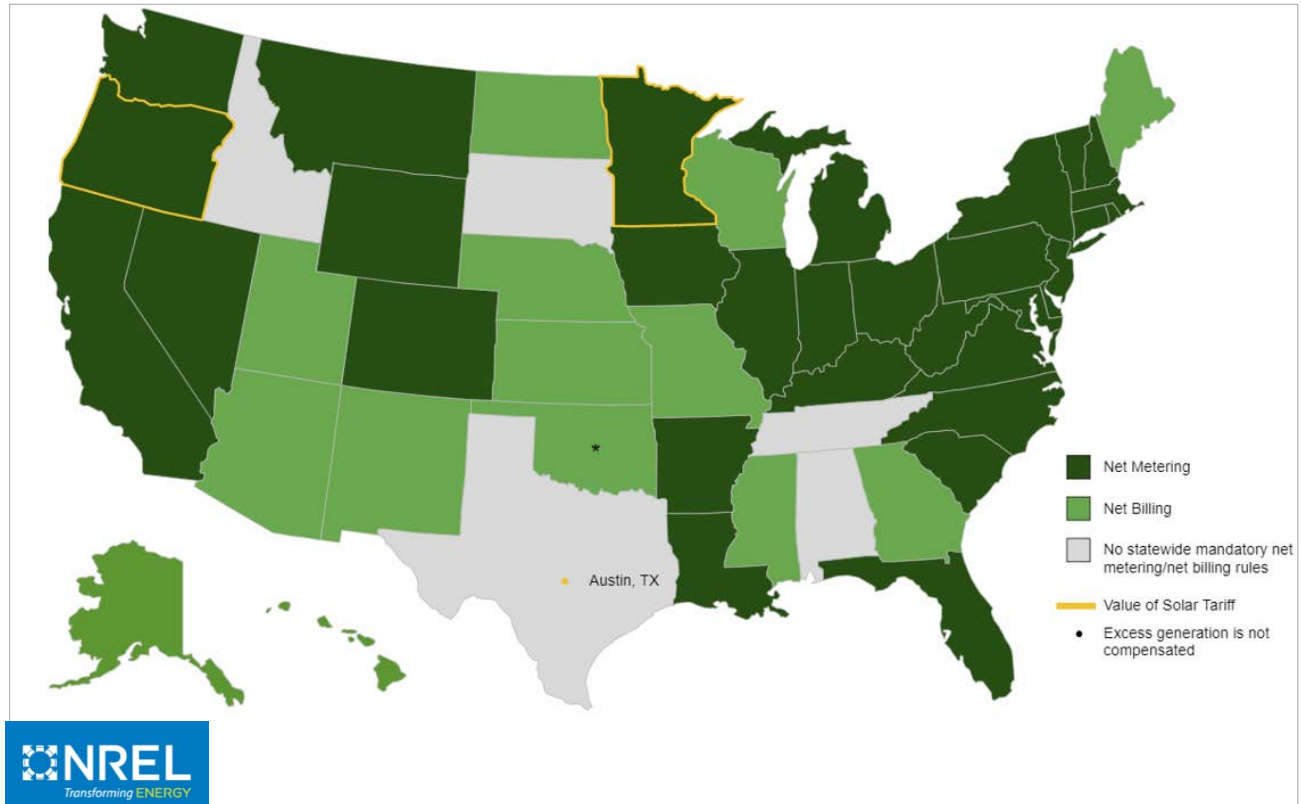 Net Metering
Net Billing
No statewide mandatory net
metering/net billing rules
Austin, TX
Value of Solar Tariff
Excess generation is not
compensated
NREL
Transforming ENERGY